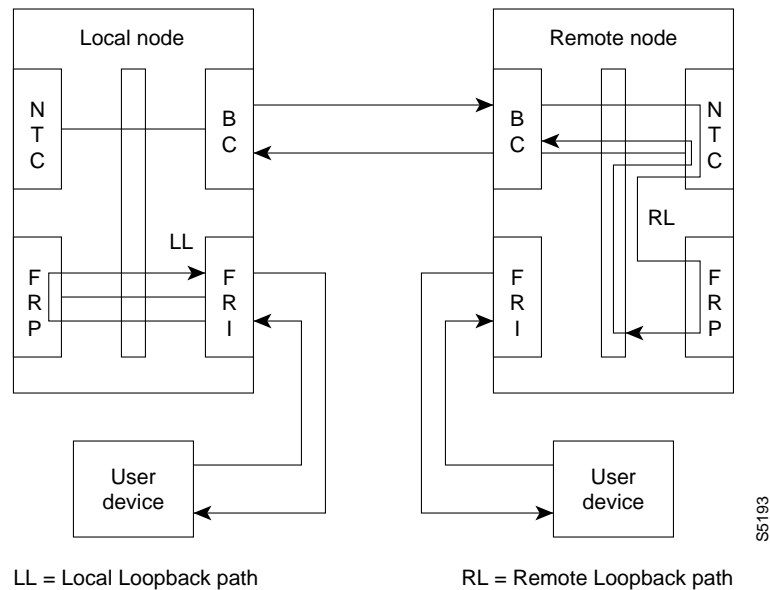 Local node
Remote node
N
T
C
B
C
B
C
N
T
C
LL
RL
F
R
P
F
R
I
F
R
I
F
R
P
User
device
User
device
S5193
LL = Local Loopback path
RL = Remote Loopback path